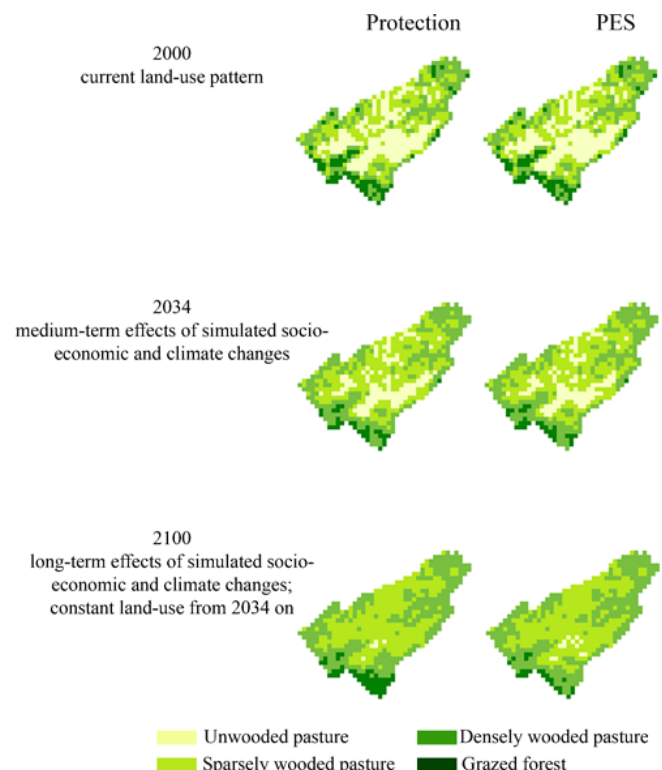 Protection
PES
2000
current land-use pattern
2034
medium-term effects of simulated socio-
economic and climate changes
2100
long-term effects of simulated socio-
economic and climate changes;
constant land-use from 2034 on
Unwooded pasture
Densely wooded pasture
Sparsely wooded pasture
Grazed forest